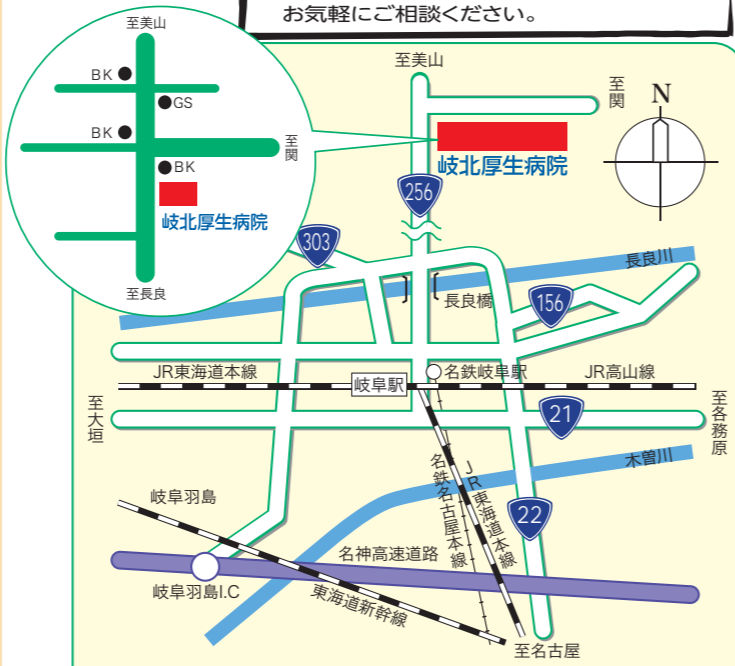 お気軽にご相談ください。
至美山
BK
GS
BK
至関
BK
岐北厚生病院
至長良
至美山
至関
N
岐北厚生病院
256
303
長良川
長良橋
156
JR東海道本線
岐阜駅
名鉄岐阜駅
JR高山線
至大垣
至各務原
21
木曽川
名鉄名古屋本線
JR東海道本線
岐阜羽島
22
名神高速道路
岐阜羽島I.C
東海道新幹線
至名古屋